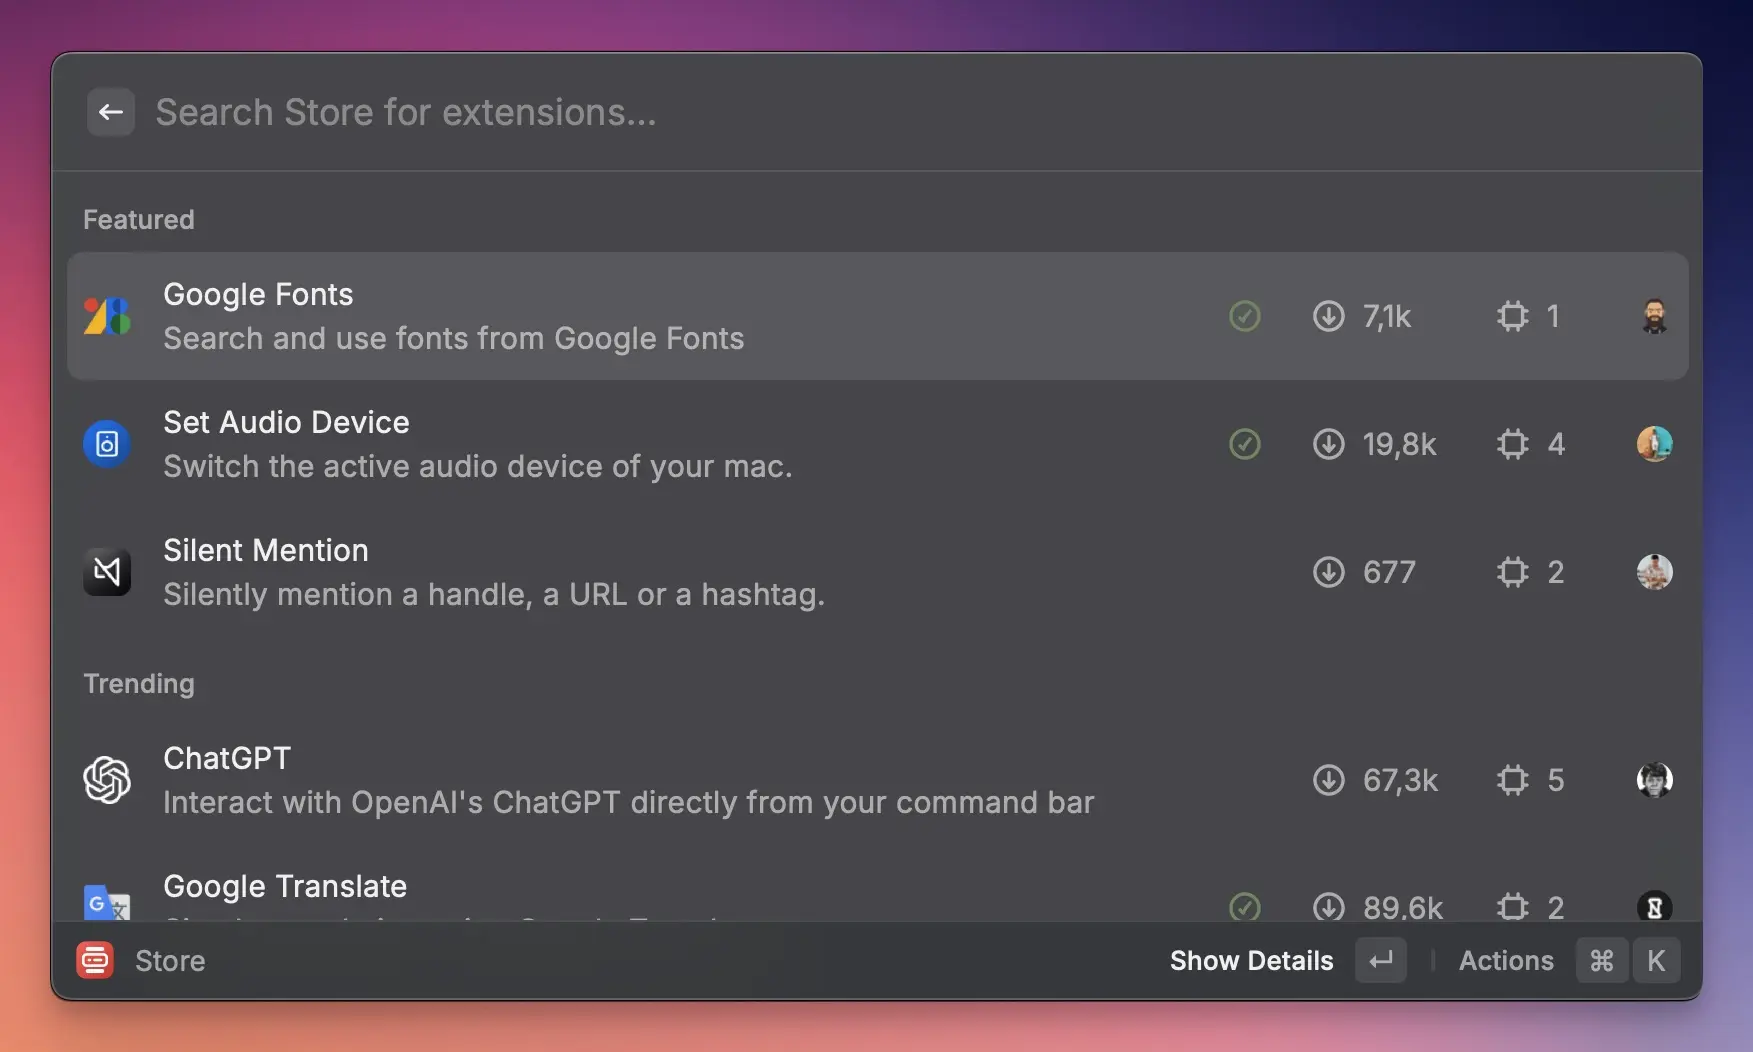 Search Store for extensions...
Featured
Google Fonts
Search and use fonts from Google Fonts
7,1k
1
Set Audio Device
Switch the active audio device of your mac.
19,8k
4
Silent Mention
Silently mention a handle, a URL or a hashtag.
677
2
Trending
ChatGPT
Interact with OpenAI's ChatGPT directly from your command bar
67,3k
5
Google Translate
89,6k
2
Store
Show Details
Actions
⌘ K